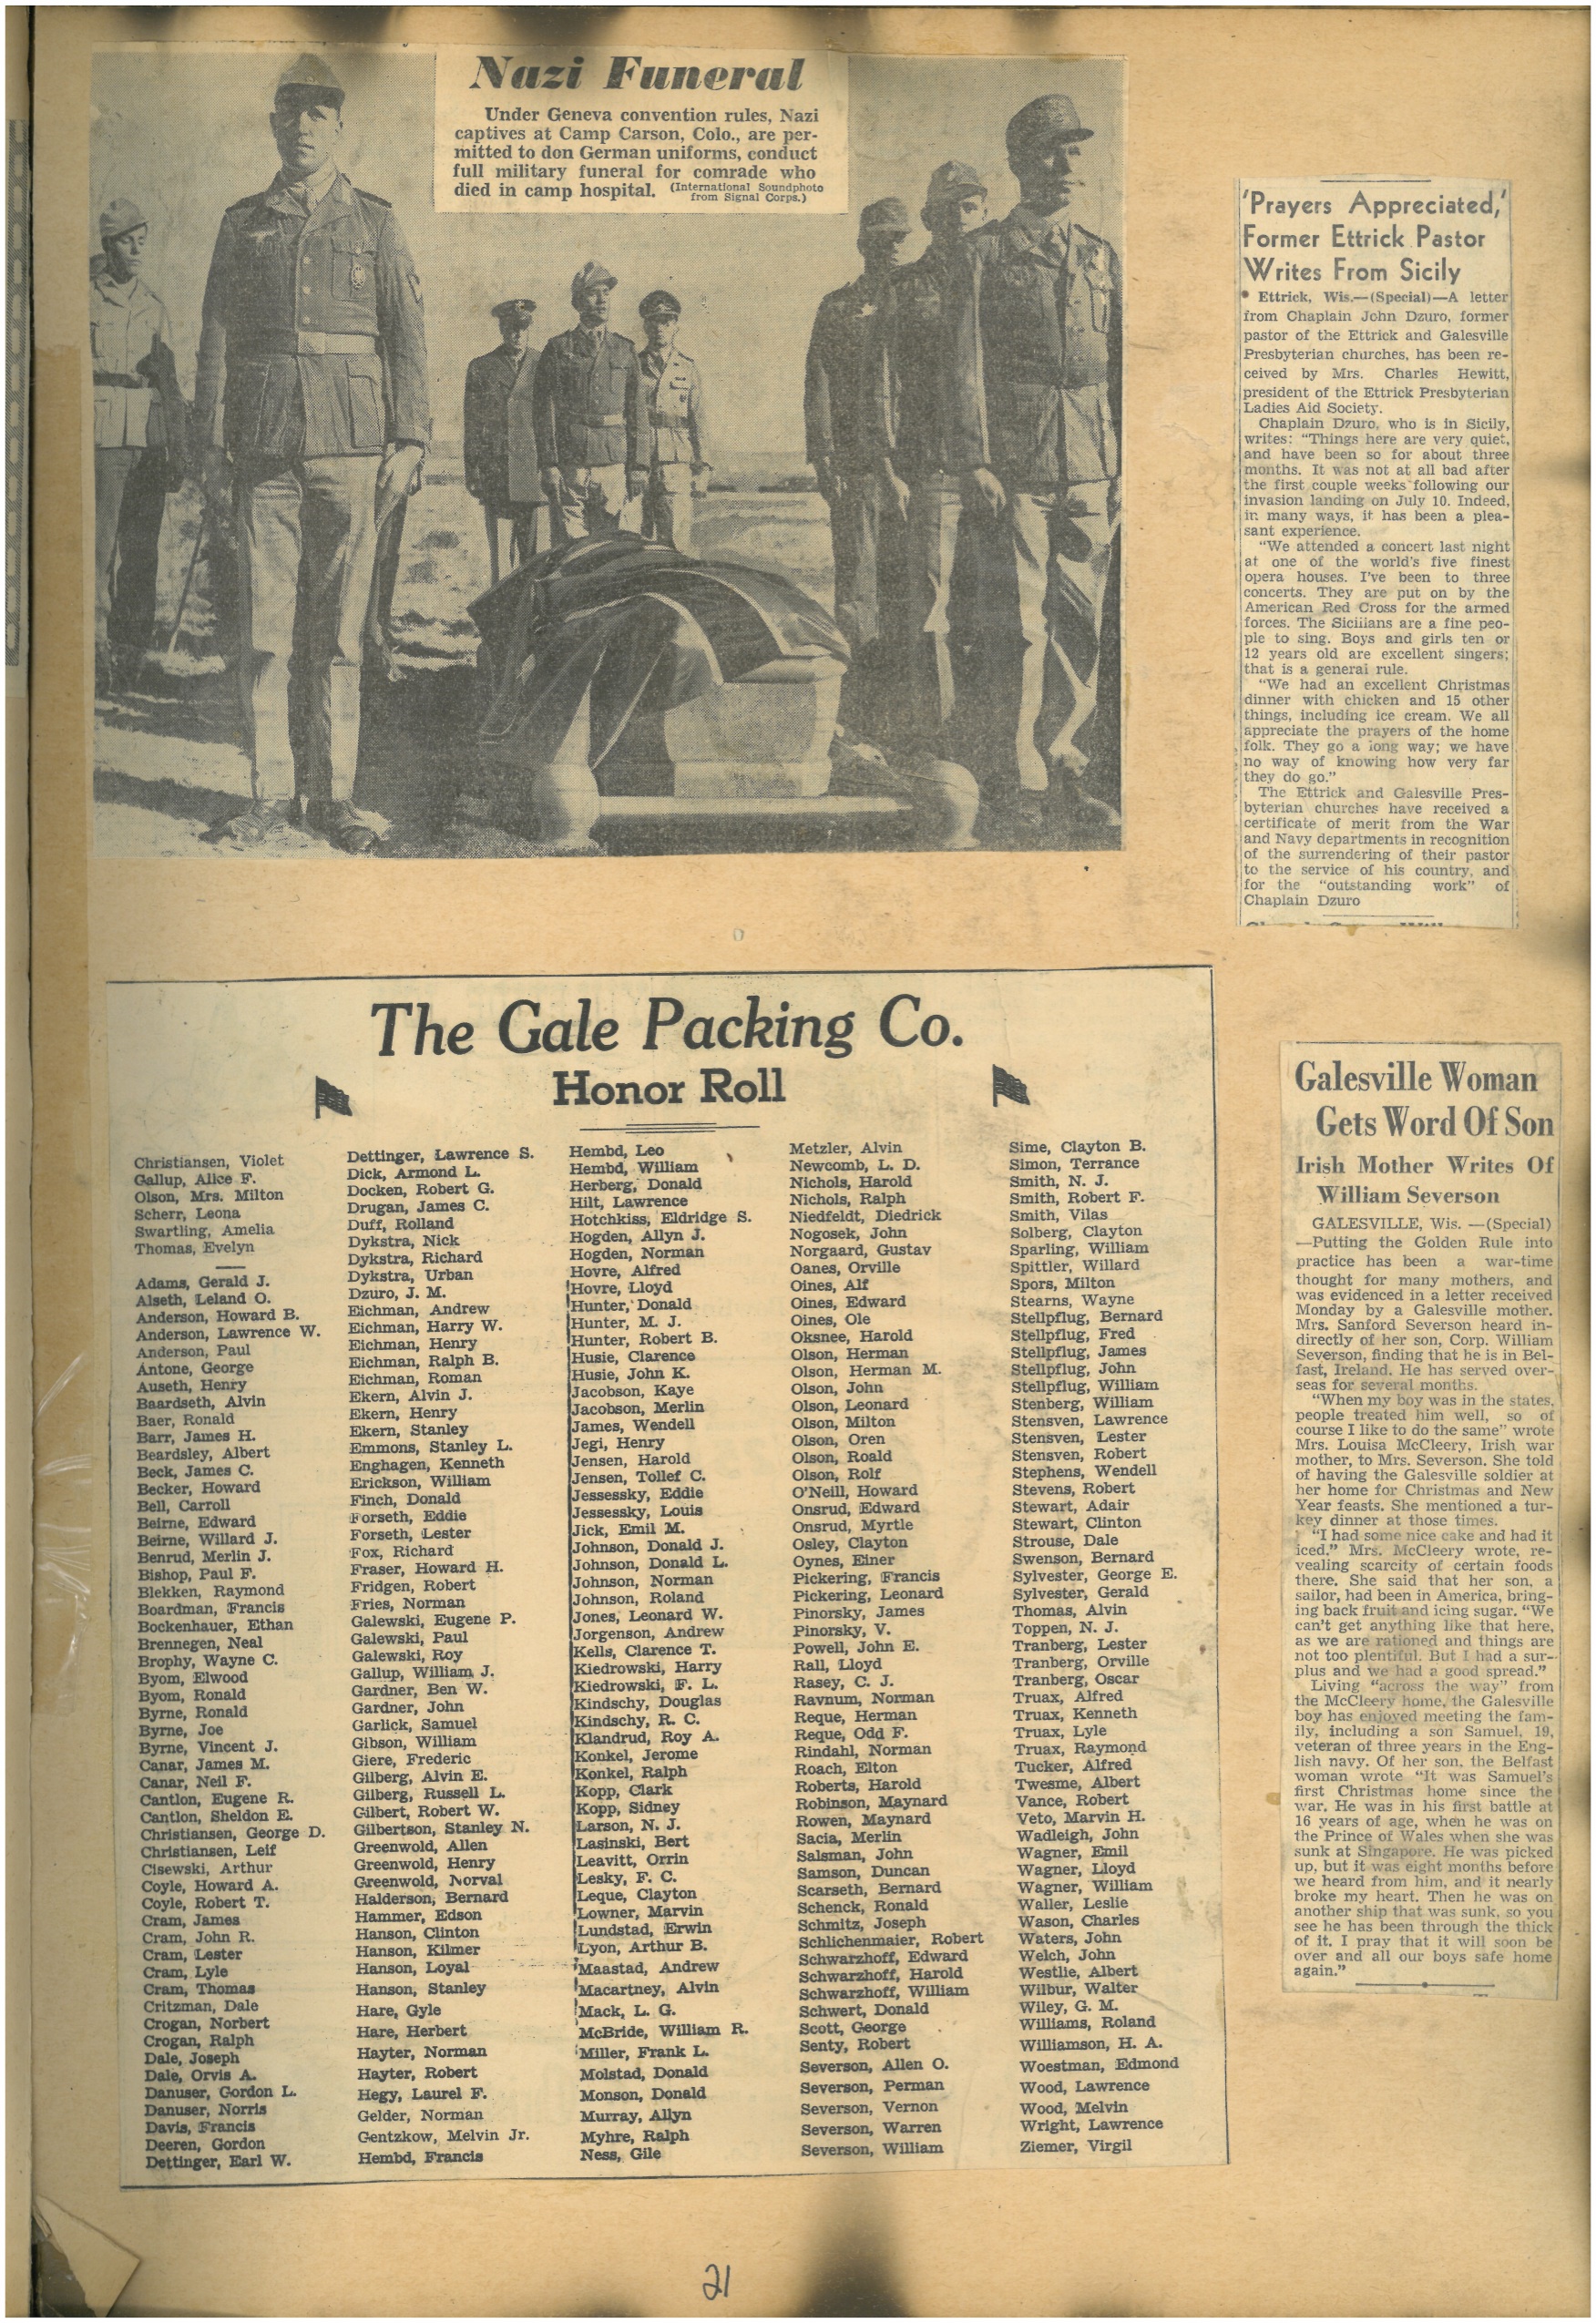 Nazi Funeral
Under Geneva convention rules, Nazi
captives at Camp Carson, Colo., are per-
mitted to don German uniforms, conduct
full military funeral for comrade who
died in camp hospital. (International Soundphoto
from Signal Corps.)
'Prayers Appreciated,'
Former Ettrick Pastor
Writes From Sicily
Ettrick, Wis.—(Special)—A letter
from Chaplain John Dzuro, former
pastor of the Ettrick and Galesville
Presbyterian churches, has been re-
ceived by Mrs. Charles Hewitt,
president of the Ettrick Presbyterian
Ladies Aid Society.
Chaplain Dzuro, who is in Sicily,
writes: "Things here are very quiet,
and have been so for about three
months. It was not at all bad after
the first couple weeks following our
invasion landing on July 10. Indeed,
in many ways, it has been a plea-
sant experience.
"We attended a concert last night
at one of the world's five finest
opera houses. I've been to three
concerts. They are put on by the
American Red Cross for the armed
forces. The Sicilians are a fine peo-
ple to sing. Boys and girls ten or
12 years old are excellent singers;
that is a general rule.
"We had an excellent Christmas
dinner with chicken and 15 other
things, including ice cream. We all
appreciate the prayers of the home
folk. They go a long way; we have
no way of knowing how very far
they do go."
The Ettrick and Galesville Pres-
byterian churches have received a
certificate of merit from the War
and Navy departments in recognition
of the surrendering of their pastor
to the service of his country, and
for the "outstanding work" of
Chaplain Dzuro
The Gale Packing Co.
Honor Roll
Christiansen, Violet
Gallup, Alice F.
Olson, Mrs. Milton
Scherr, Leona
Swartling, Amelia
Thomas, Evelyn
Adams, Gerald J.
Alseth, Leland O.
Anderson, Howard B.
Anderson, Lawrence W.
Anderson, Paul
Antone, George
Auseth, Henry
Baardseth, Alvin
Baer, Ronald
Barr, James H.
Beardsley, Albert
Beck, James C.
Becker, Howard
Bell, Carroll
Beirne, Edward
Beirne, Willard J.
Benrud, Merlin J.
Bishop, Paul F.
Blekken, Raymond
Boardman, Francis
Bockenhauer, Ethan
Brennegen, Neal
Brophy, Wayne C.
Byom, Elwood
Byom, Ronald
Byrne, Ronald
Byrne, Joe
Byrne, Vincent J.
Canar, James M.
Canar, Neil F.
Cantlon, Eugene R.
Cantlon, Sheldon E.
Christiansen, George D.
Christiansen, Leif
Cisewski, Arthur
Coyle, Howard A.
Coyle, Robert T.
Cram, James
Cram, John R.
Cram, Lester
Cram, Lyle
Cram, Thomas
Critzman, Dale
Crogan, Norbert
Crogan, Ralph
Dale, Joseph
Dale, Orvis A.
Danuser, Gordon L.
Danuser, Norris
Davis, Francis
Deeren, Gordon
Dettinger, Earl W.
Dettinger, Lawrence S.
Dick, Armond L.
Docken, Robert G.
Drugan, James C.
Duff, Rolland
Dykstra, Nick
Dykstra, Richard
Dykstra, Urban
Dzuro, J. M.
Eichman, Andrew
Eichman, Harry W.
Eichman, Henry
Eichman, Ralph B.
Eichman, Roman
Ekern, Alvin J.
Ekern, Henry
Ekern, Stanley
Emmons, Stanley L.
Enghagen, Kenneth
Erickson, William
Finch, Donald
Forseth, Eddie
Forseth, Lester
Fox, Richard
Fraser, Howard H.
Fridgen, Robert
Fries, Norman
Galewski, Eugene P.
Galewski, Paul
Galewski, Roy
Gallup, William J.
Gardner, Ben W.
Gardner, John
Garlick, Samuel
Gibson, William
Giere, Frederic
Gilberg, Alvin E.
Gilberg, Russell L.
Gilbert, Robert W.
Gilbertson, Stanley N.
Greenwold, Allen
Greenwold, Henry
Greenwold, Norval
Halderson, Bernard
Hammer, Edson
Hanson, Clinton
Hanson, Kilmer
Hanson, Loyal
Hanson, Stanley
Hare, Gyle
Hare, Herbert
Hayter, Norman
Hayter, Robert
Hegy, Laurel F.
Gelder, Norman
Gentzkow, Melvin Jr.
Hembd, Francis
Hembd, Leo
Hembd, William
Herberg, Donald
Hilt, Lawrence
Hotchkiss, Eldridge S.
Hogden, Allyn J.
Hogden, Norman
Hovre, Alfred
Hovre, Lloyd
Hunter, Donald
Hunter, M. J.
Hunter, Robert B.
Husie, Clarence
Husie, John K.
Jacobson, Kaye
Jacobson, Merlin
James, Wendell
Jegi, Henry
Jensen, Harold
Jensen, Tollef C.
Jessessky, Eddie
Jessessky, Louis
Jick, Emil M.
Johnson, Donald J.
Johnson, Donald L.
Johnson, Norman
Johnson, Roland
Jones, Leonard W.
Jorgenson, Andrew
Kells, Clarence T.
Kiedrowski, Harry
Kiedrowski, F. L.
Kindschy, Douglas
Kindschy, R. C.
Klandrud, Roy A.
Konkel, Jerome
Konkel, Ralph
Kopp, Clark
Kopp, Sidney
Larson, N. J.
Lasinski, Bert
Leavitt, Orrin
Lesky, F. C.
Leque, Clayton
Lowner, Marvin
Lundstad, Erwin
Lyon, Arthur B.
Maastad, Andrew
Macartney, Alvin
Mack, L. G.
McBride, William R.
Miller, Frank L.
Molstad, Donald
Monson, Donald
Murray, Allyn
Myhre, Ralph
Ness, Gile
Metzler, Alvin
Newcomb, L. D.
Nichols, Harold
Nichols, Ralph
Niedfeldt, Diedrick
Nogosek, John
Norgaard, Gustav
Oanes, Orville
Oines, Alf
Oines, Edward
Oines, Ole
Oksnee, Harold
Olson, Herman
Olson, Herman M.
Olson, John
Olson, Leonard
Olson, Milton
Olson, Oren
Olson, Roald
Olson, Rolf
O'Neill, Howard
Onsrud, Edward
Onsrud, Myrtle
Osley, Clayton
Oynes, Einer
Pickering, Francis
Pickering, Leonard
Pinorsky, James
Pinorsky, V.
Powell, John E.
Rall, Lloyd
Rasey, C. J.
Ravnum, Norman
Reque, Herman
Reque, Odd F.
Rindahl, Norman
Roach, Elton
Roberts, Harold
Robinson, Maynard
Rowen, Maynard
Sacia, Merlin
Salsman, John
Samson, Duncan
Scarseth, Bernard
Schenck, Ronald
Schmitz, Joseph
Schlichenmaier, Robert
Schwarzhoff, Edward
Schwarzhoff, Harold
Schwarzhoff, William
Schwert, Donald
Scott, George
Senty, Robert
Severson, Allen O.
Severson, Perman
Severson, Vernon
Severson, Warren
Severson, William
Sime, Clayton B.
Simon, Terrance
Smith, N. J.
Smith, Robert F.
Smith, Vilas
Solberg, Clayton
Sparling, William
Spittler, Willard
Spors, Milton
Stearns, Wayne
Stellpflug, Bernard
Stellpflug, Fred
Stellpflug, James
Stellpflug, John
Stellpflug, William
Stenberg, William
Stensven, Lawrence
Stensven, Lester
Stensven, Robert
Stephens, Wendell
Stevens, Robert
Stewart, Adair
Stewart, Clinton
Strouse, Dale
Swenson, Bernard
Sylvester, George E.
Sylvester, Gerald
Thomas, Alvin
Toppen, N. J.
Tranberg, Lester
Tranberg, Orville
Tranberg, Oscar
Truax, Alfred
Truax, Kenneth
Truax, Lyle
Truax, Raymond
Tucker, Alfred
Twesme, Albert
Vance, Robert
Veto, Marvin H.
Wadleigh, John
Wagner, Emil
Wagner, Lloyd
Wagner, William
Waller, Leslie
Wason, Charles
Waters, John
Welch, John
Westlie, Albert
Wilbur, Walter
Wiley, G. M.
Williams, Roland
Williamson, H. A.
Woestman, Edmond
Wood, Lawrence
Wood, Melvin
Wright, Lawrence
Ziemer, Virgil
Galesville Woman
Gets Word Of Son
Irish Mother Writes Of
William Severson
GALESVILLE, Wis. —(Special)
—Putting the Golden Rule into
practice has been a war-time
thought for many mothers, and
was evidenced in a letter received
Monday by a Galesville mother.
Mrs. Sanford Severson heard in-
directly of her son, Corp. William
Severson, finding that he is in Bel-
fast, Ireland. He has served over-
seas for several months.
"When my boy was in the states,
people treated him well, so of
course I like to do the same" wrote
Mrs. Louisa McCleery, Irish war
mother, to Mrs. Severson. She told
of having the Galesville soldier at
her home for Christmas and New
Year feasts. She mentioned a tur-
key dinner at those times.
"I had some nice cake and had it
iced." Mrs. McCleery wrote, re-
vealing scarcity of certain foods
there. She said that her son, a
sailor, had been in America, bring-
ing back fruit and icing sugar. "We
can't get anything like that here,
as we are rationed and things are
not too plentiful. But I had a sur-
plus and we had a good spread."
Living "across the way" from
the McCleery home, the Galesville
boy has enjoyed meeting the fam-
ily, including a son Samuel, 19,
veteran of three years in the Eng-
lish navy. Of her son, the Belfast
woman wrote "It was Samuel's
first Christmas home since the
war. He was in his first battle at
16 years of age, when he was on
the Prince of Wales when she was
sunk at Singapore. He was picked
up, but it was eight months before
we heard from him, and it nearly
broke my heart. Then he was on
another ship that was sunk, so you
see he has been through the thick
of it. I pray that it will soon be
over and all our boys safe home
again."
21